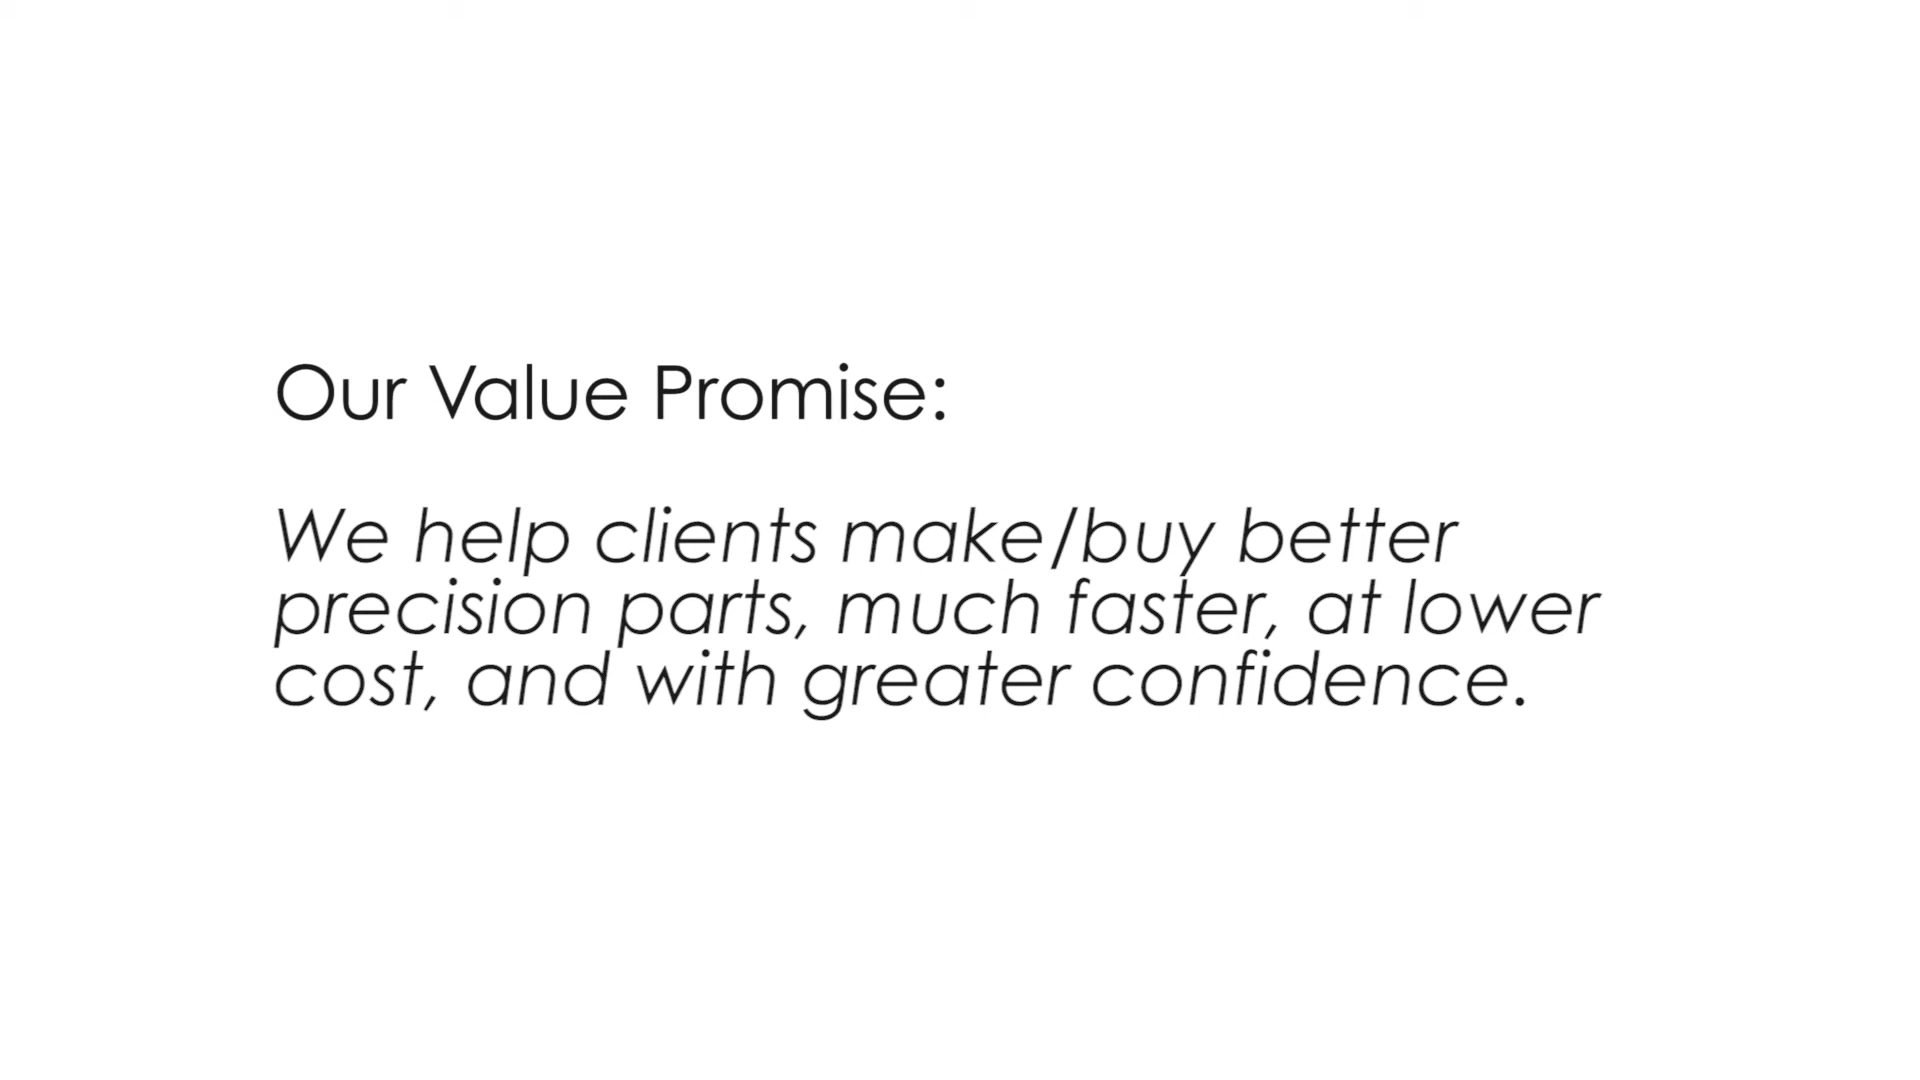 Our Value Promise:
We help clients make/buy better
precision parts, much faster, at lower
cost, and with greater confidence.